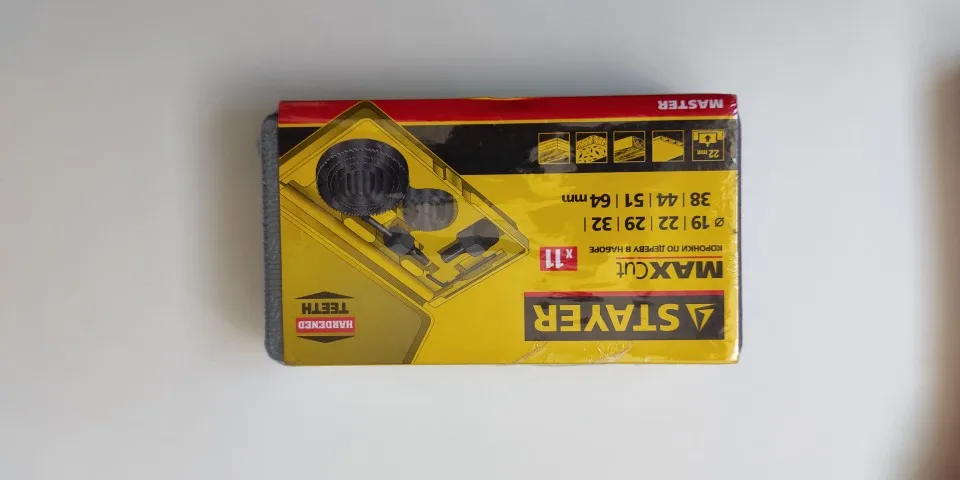 STAYER
MAXCut
КОРОНКИ ПО ДЕРЕВУ В НАБОРЕ
x 11
Ø 19 | 22 | 29 | 32 |
38 | 44 | 51 | 64 mm
22 mm
MASTER
HARDENED
TEETH